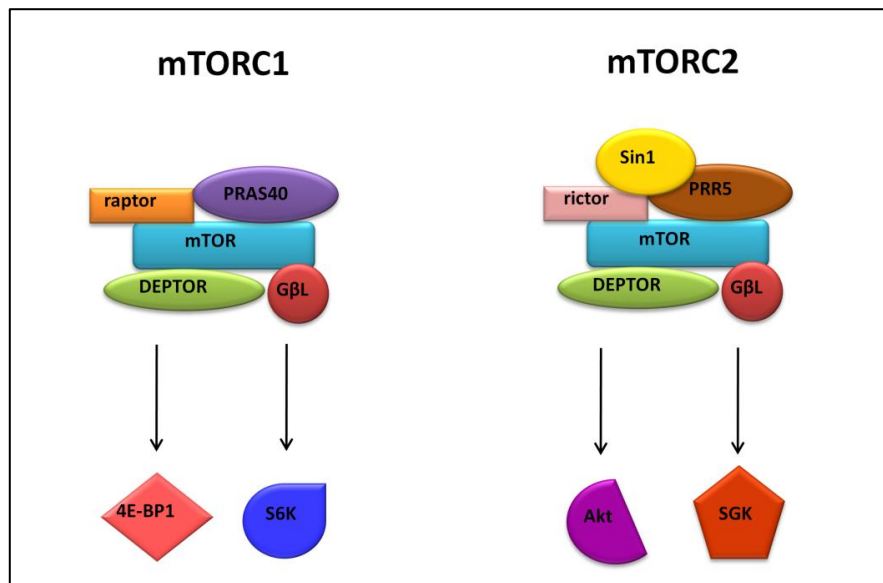 mTORC1
PRAS40
raptor
mTOR
DEPTOR
GβL
4E-BP1
S6K
mTORC2
Sin1
PRR5
rictor
mTOR
DEPTOR
GβL
Akt
SGK